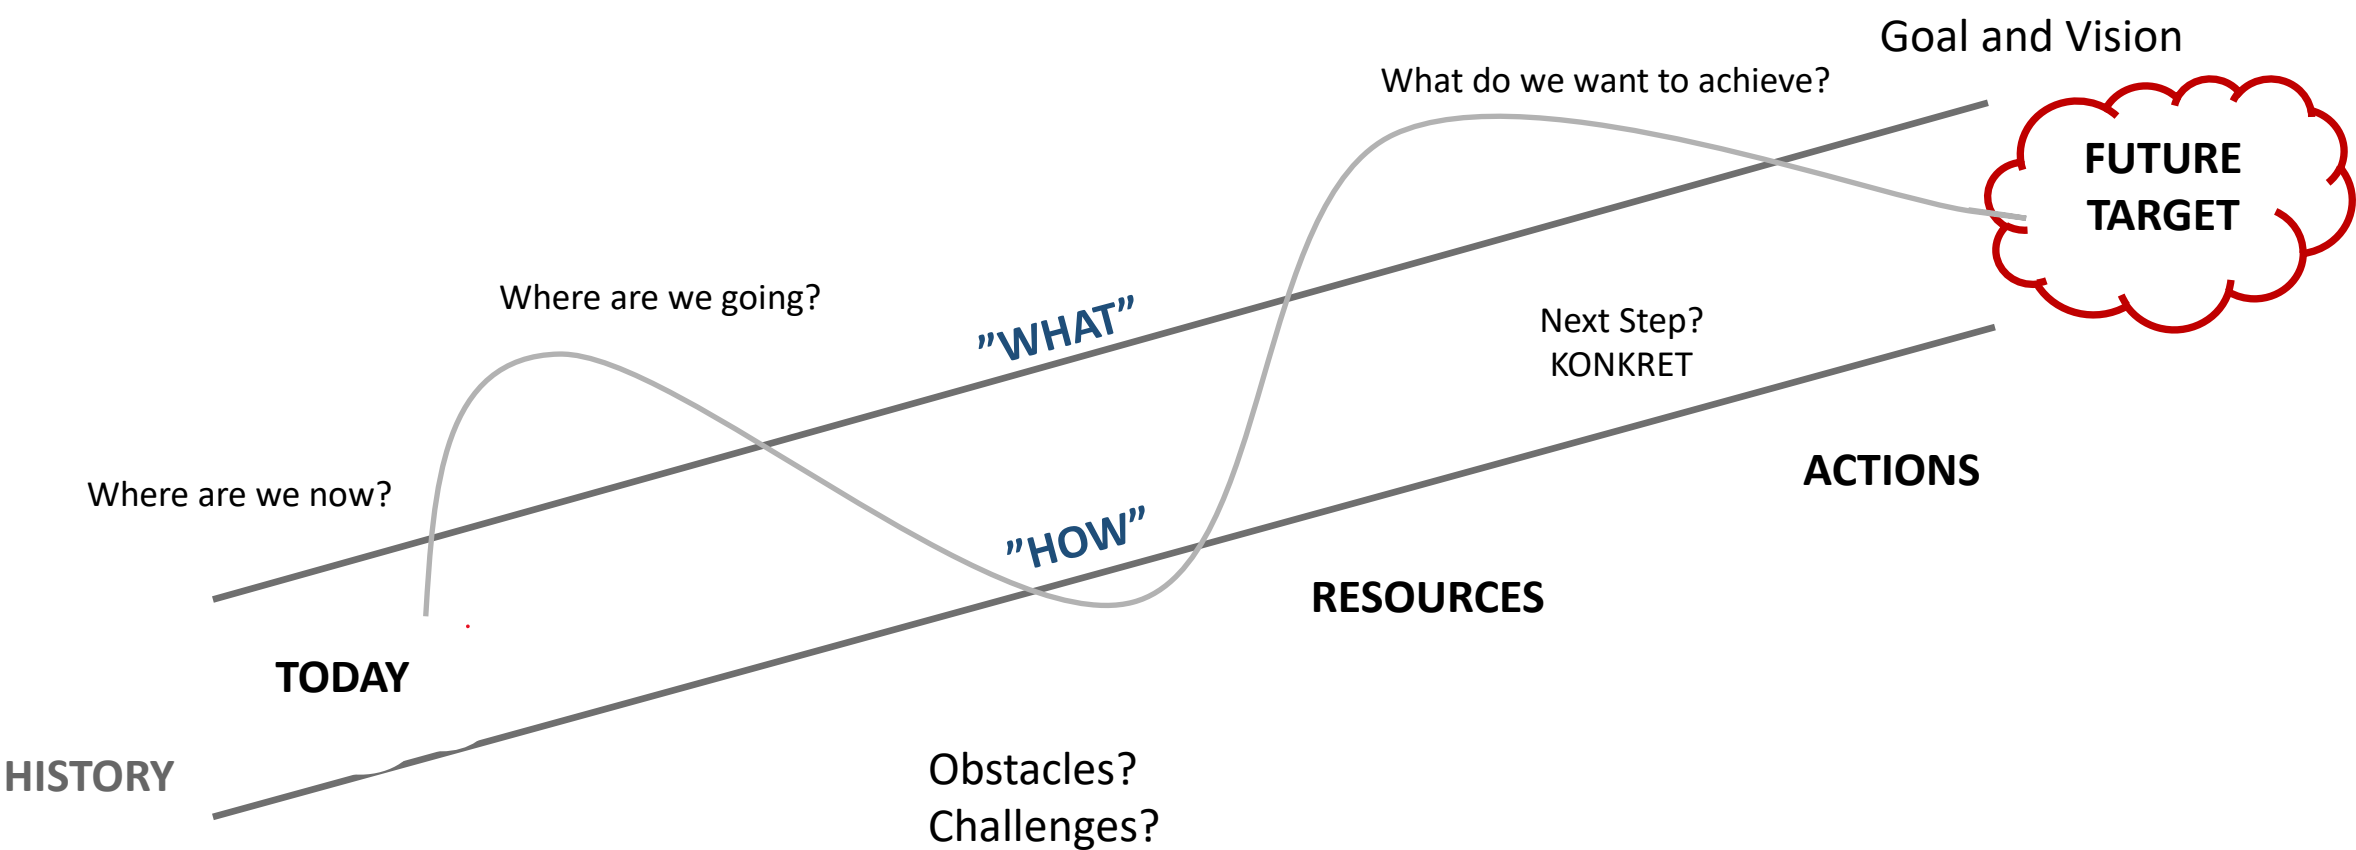 Goal and Vision
What do we want to achieve?
FUTURE
TARGET
Where are we going?
”WHAT”
Next Step?
KONKRET
Where are we now?
ACTIONS
”HOW”
RESOURCES
TODAY
HISTORY
Obstacles?
Challenges?